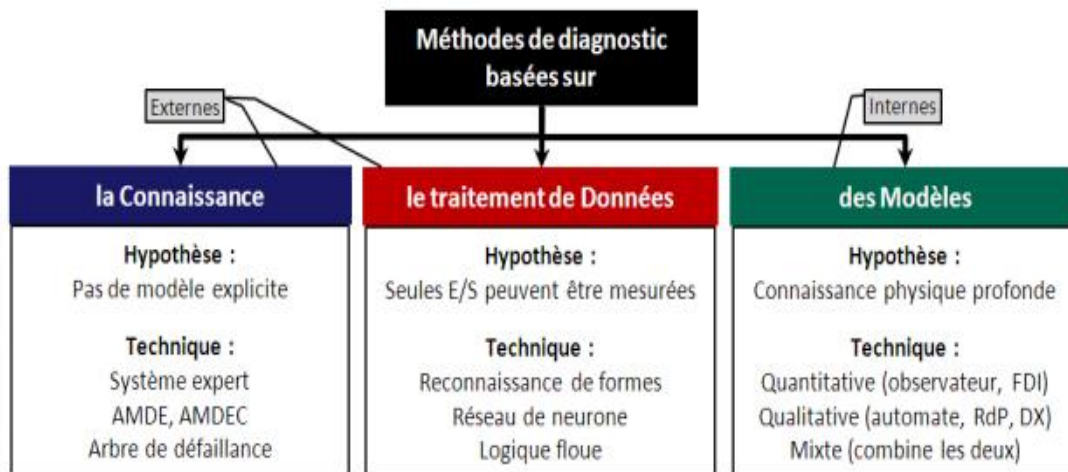 Méthodes de diagnostic
basées sur
Externes
Internes
la Connaissance
Hypothèse :
Pas de modèle explicite
Technique :
Système expert
AMDE, AMDEC
Arbre de défaillance
le traitement de Données
Hypothèse :
Seules E/S peuvent être mesurées
Technique :
Reconnaissance de formes
Réseau de neurone
Logique floue
des Modèles
Hypothèse :
Connaissance physique profonde
Technique :
Quantitative (observateur, FDI)
Qualitative (automate, RdP, DX)
Mixte (combine les deux)